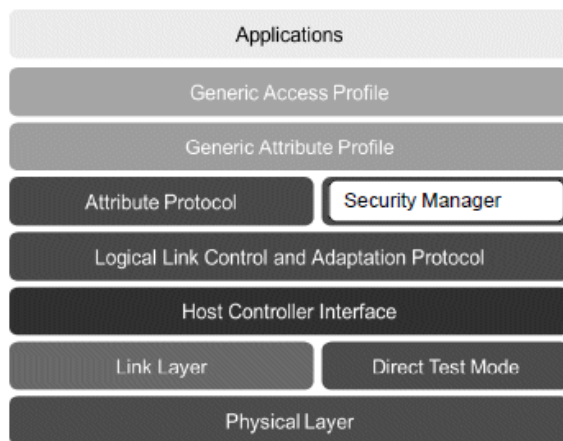 Applications
Generic Access Profile
Generic Attribute Profile
Attribute Protocol
Security Manager
Logical Link Control and Adaptation Protocol
Host Controller Interface
Link Layer
Direct Test Mode
Physical Layer